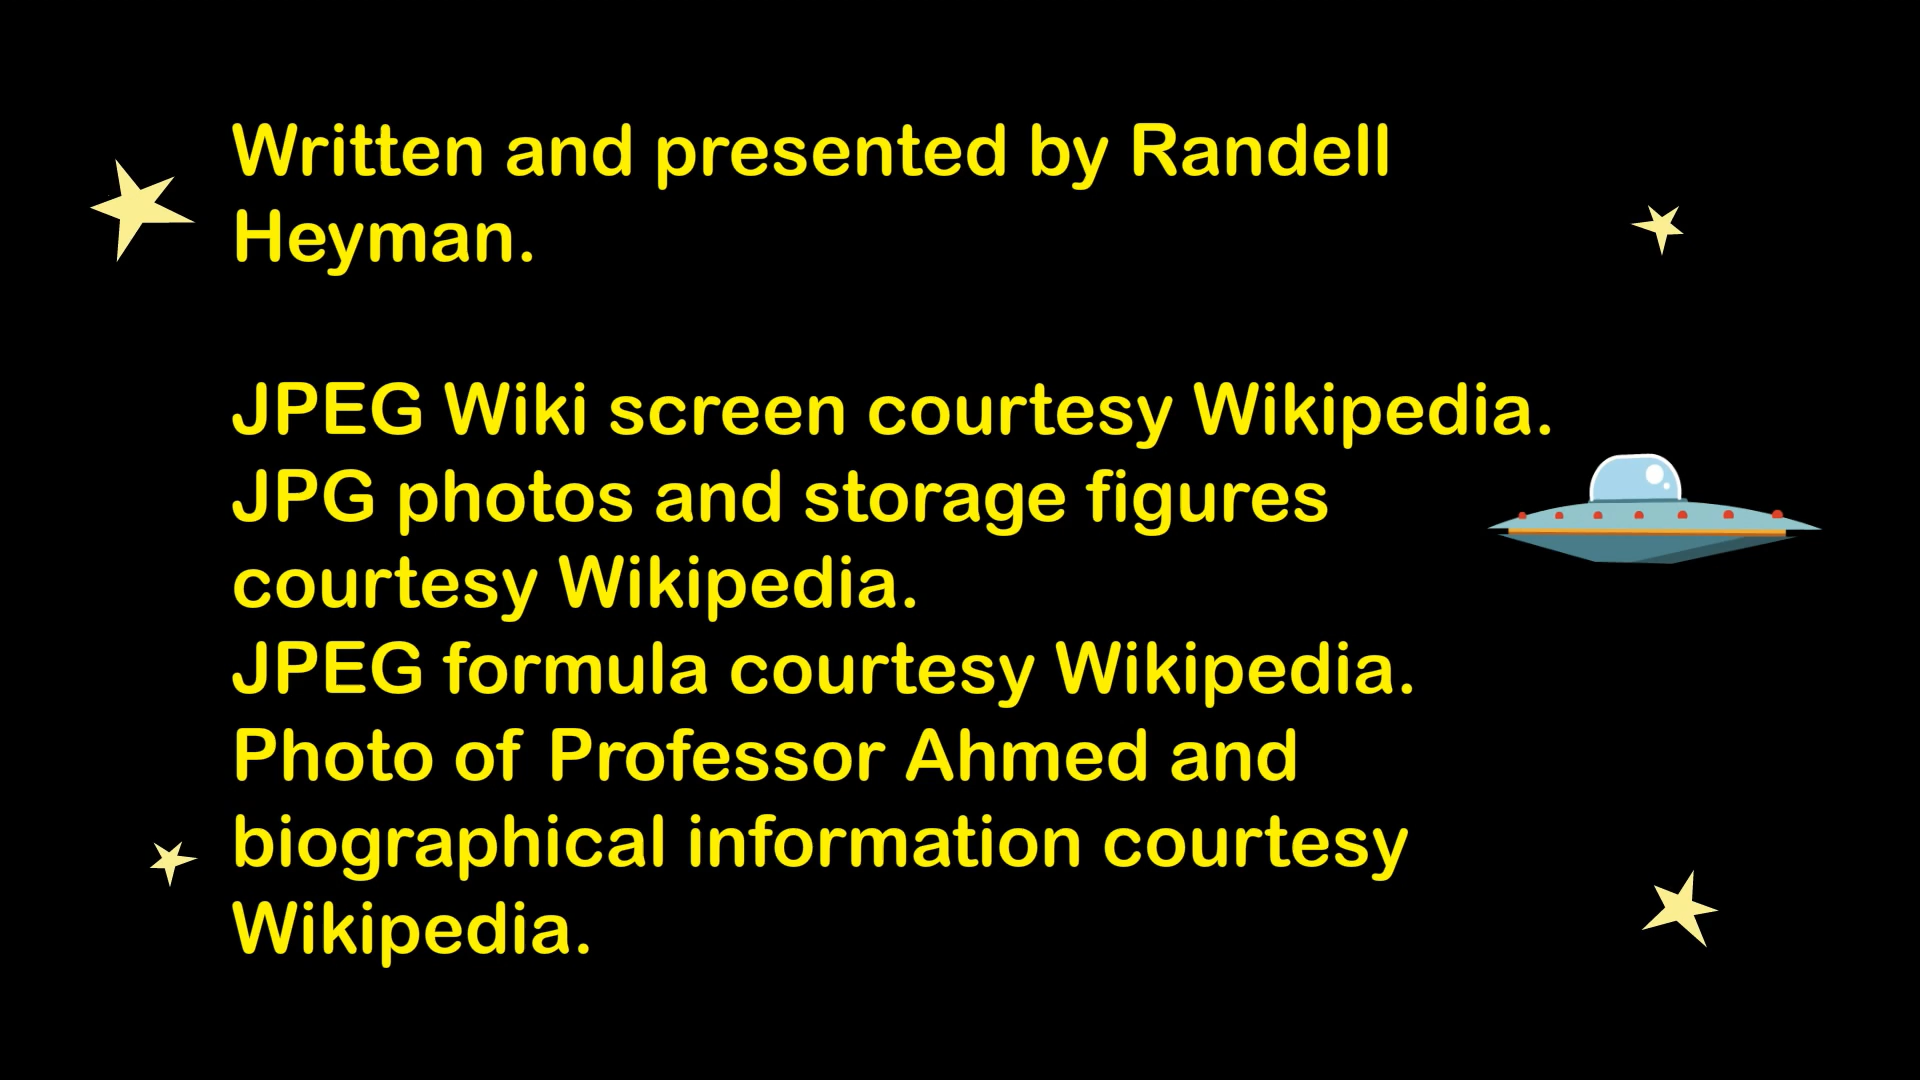 Written and presented by Randell
Heyman.
JPEG Wiki screen courtesy Wikipedia.
JPG photos and storage figures
courtesy Wikipedia.
JPEG formula courtesy Wikipedia.
Photo of Professor Ahmed and
biographical information courtesy
Wikipedia.